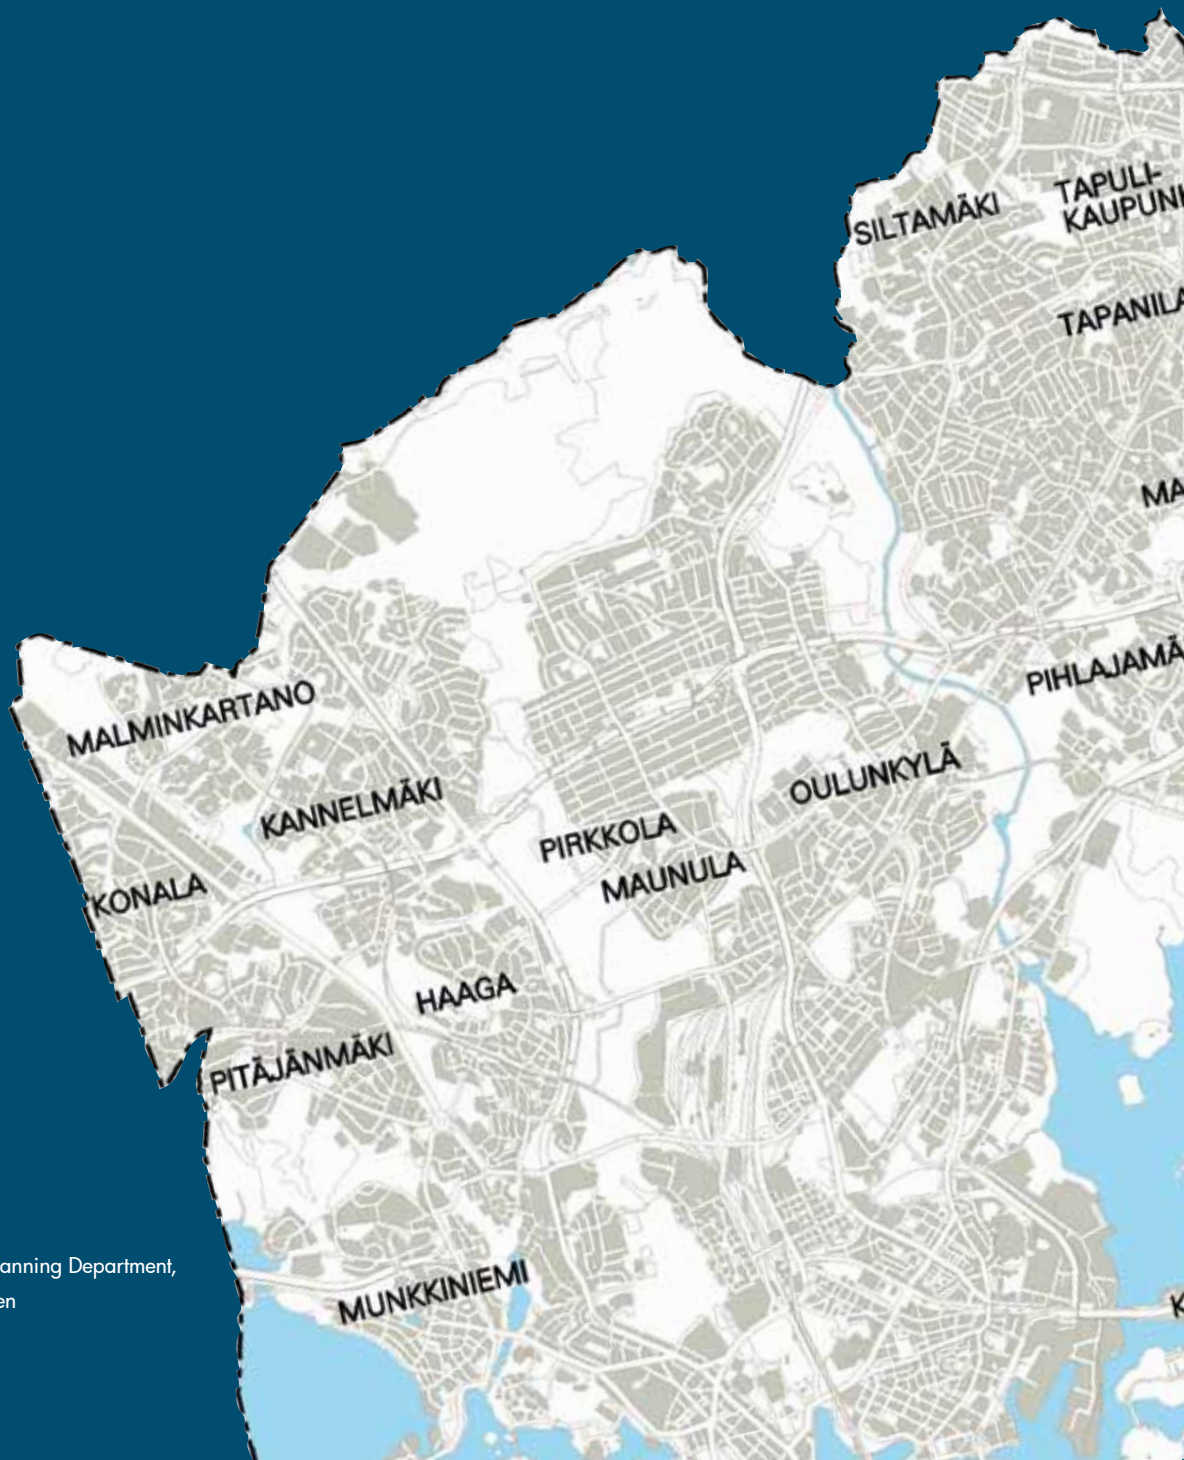 TAPULI-
KAUPUN
SILTAMÄKI
TAPANILA
MA
PIHLAJAMÄ
MALMINKARTANO
OULUNKYLÄ
KANNELMÄKI
PIRKKOLA
MAUNULA
KONALA
HAAGA
PITÄJÄNMÄKI
anning Department,
en
MUNKKINIEMI
K